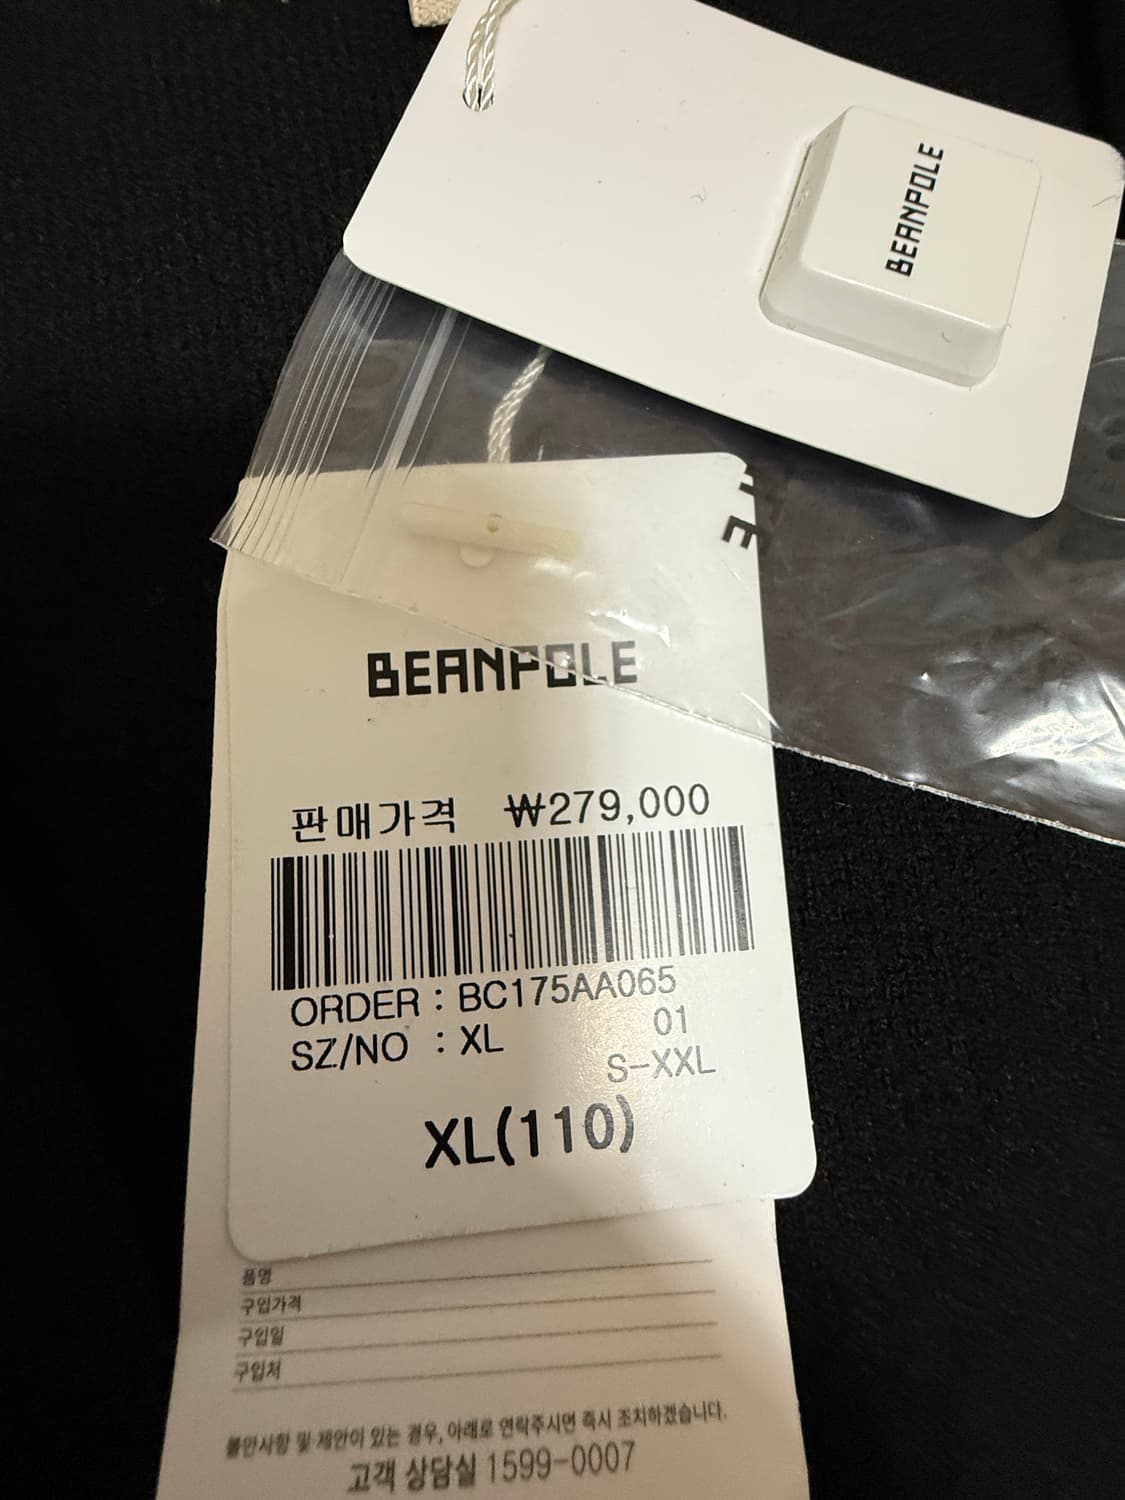 BEANPOLE
BEANPOLE
판매가격 ₩279,000
ORDER : BC175AA065
01
SZ/NO : XL
S-XXL
XL(110)
품명
구입가격
구입일
구입처
불만사항 및 제안이 있는 경우, 아래로 연락주시면 즉시 조치하겠습니다.
고객 상담실 1599-0007